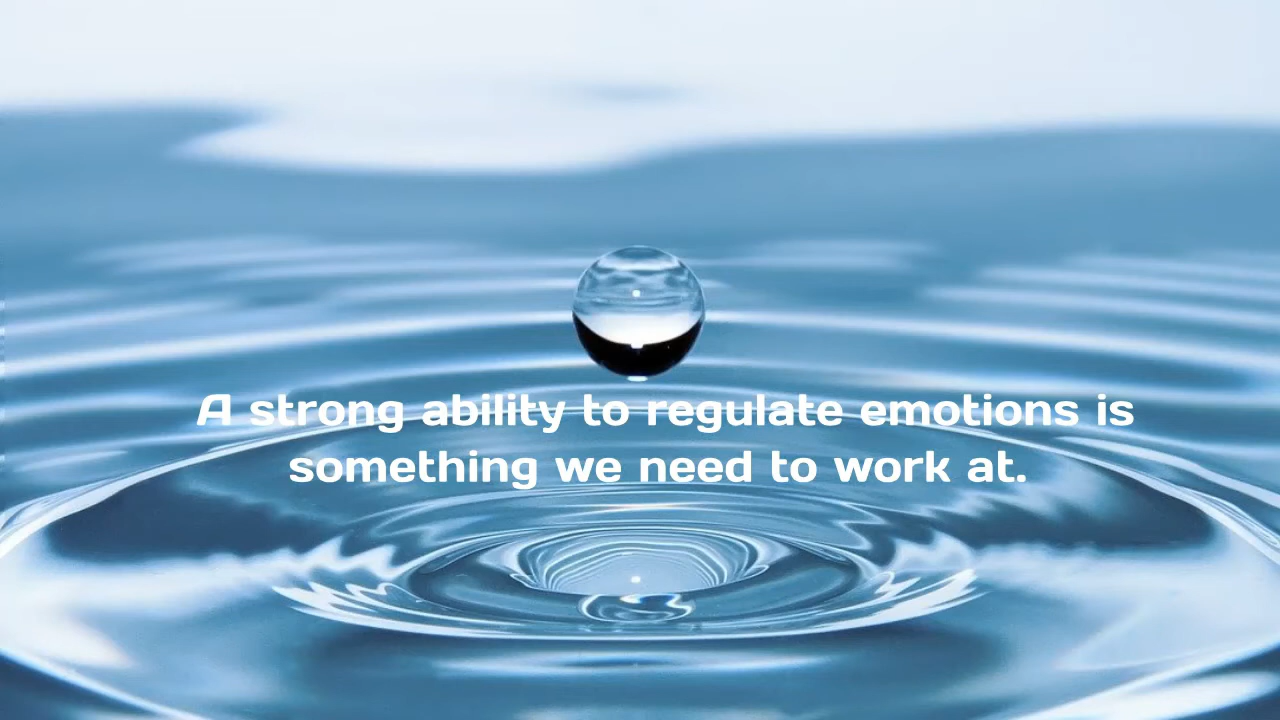 A strong ability to regulate emotions is
something we need to work at.